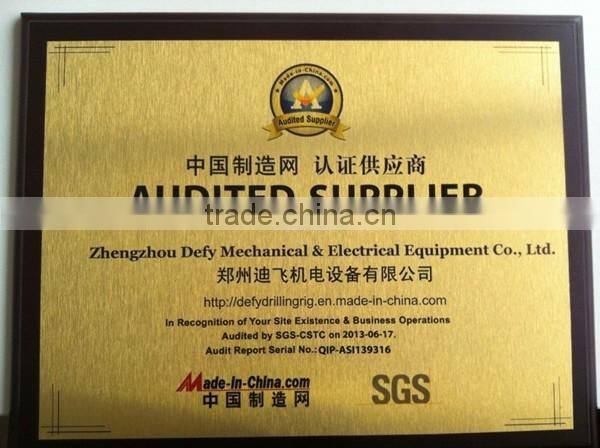 Made-in-China.com
Audited Supplier
中国制造网 认证供应商
AUDITED SUPPLIER
trade.china.cn
Zhengzhou Defy Mechanical & Electrical Equipment Co., Ltd.
郑州迪飞机电设备有限公司
http://defydrillingrig.en.made-in-china.com
In Recognition of Your Site Existence & Business Operations
Audited by SGS-CSTC on 2013-06-17.
Audit Report Serial No.:QIP-ASI139316
Made-in-China.com
中国制造网
SGS